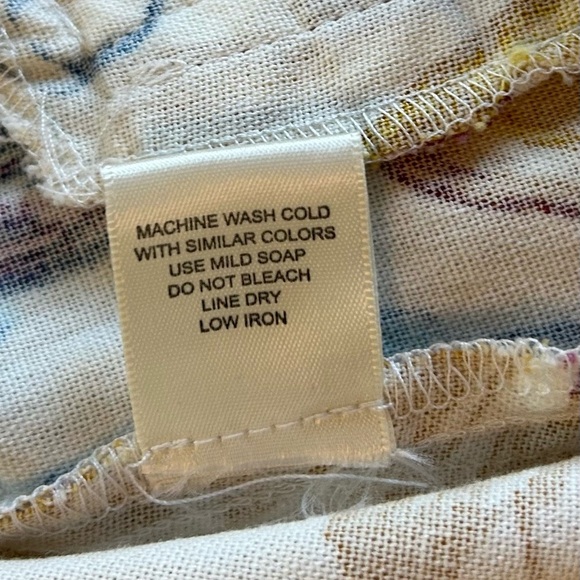 MACHINE WASH COLD
WITH SIMILAR COLORS
USE MILD SOAP
DO NOT BLEACH
LINE DRY
LOW IRON